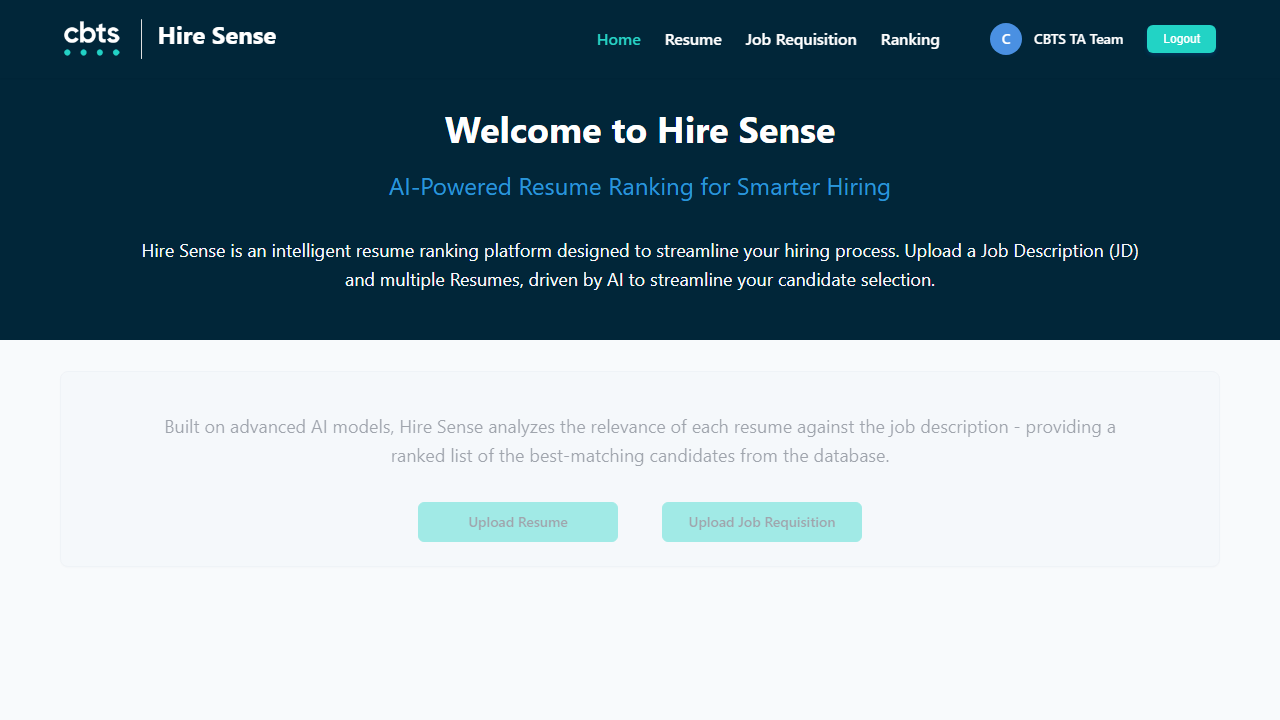 cbts
Hire Sense
Home
Resume
Job Requisition
Ranking
C
CBTS TA Team
Logout
Welcome to Hire Sense
AI-Powered Resume Ranking for Smarter Hiring
Hire Sense is an intelligent resume ranking platform designed to streamline your hiring process. Upload a Job Description (JD)
and multiple Resumes, driven by AI to streamline your candidate selection.
Built on advanced AI models, Hire Sense analyzes the relevance of each resume against the job description - providing a
ranked list of the best-matching candidates from the database.
Upload Resume
Upload Job Requisition